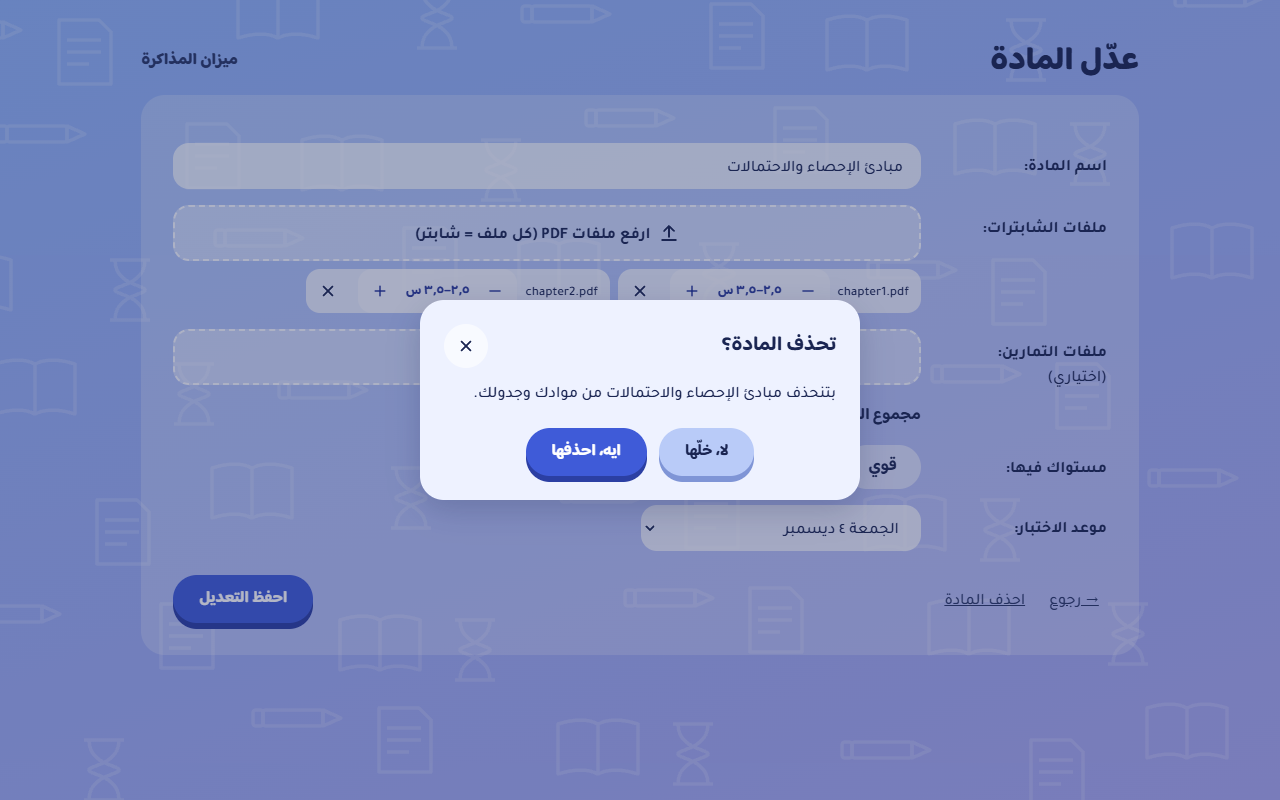 عدّل المادة
ميزان المذاكرة
اسم المادة:
مبادئ الإحصاء والاحتمالات
ملفات الشابترات:
ارفع ملفات PDF (كل ملف = شابتر)
chapter1.pdf − ٢,٥–٣,٥ س + ×
chapter2.pdf − ٢,٥–٣,٥ س + ×
تحذف المادة؟
×
بتنحذف مبادئ الإحصاء والاحتمالات من موادك وجدولك.
لا، خلّها
ايه، احذفها
ملفات التمارين:
(اختياري)
مجموع
مستواك فيها:
قوي
موعد الاختبار:
الجمعة ٤ ديسمبر
→ رجوع
احذف المادة
احفظ التعديل